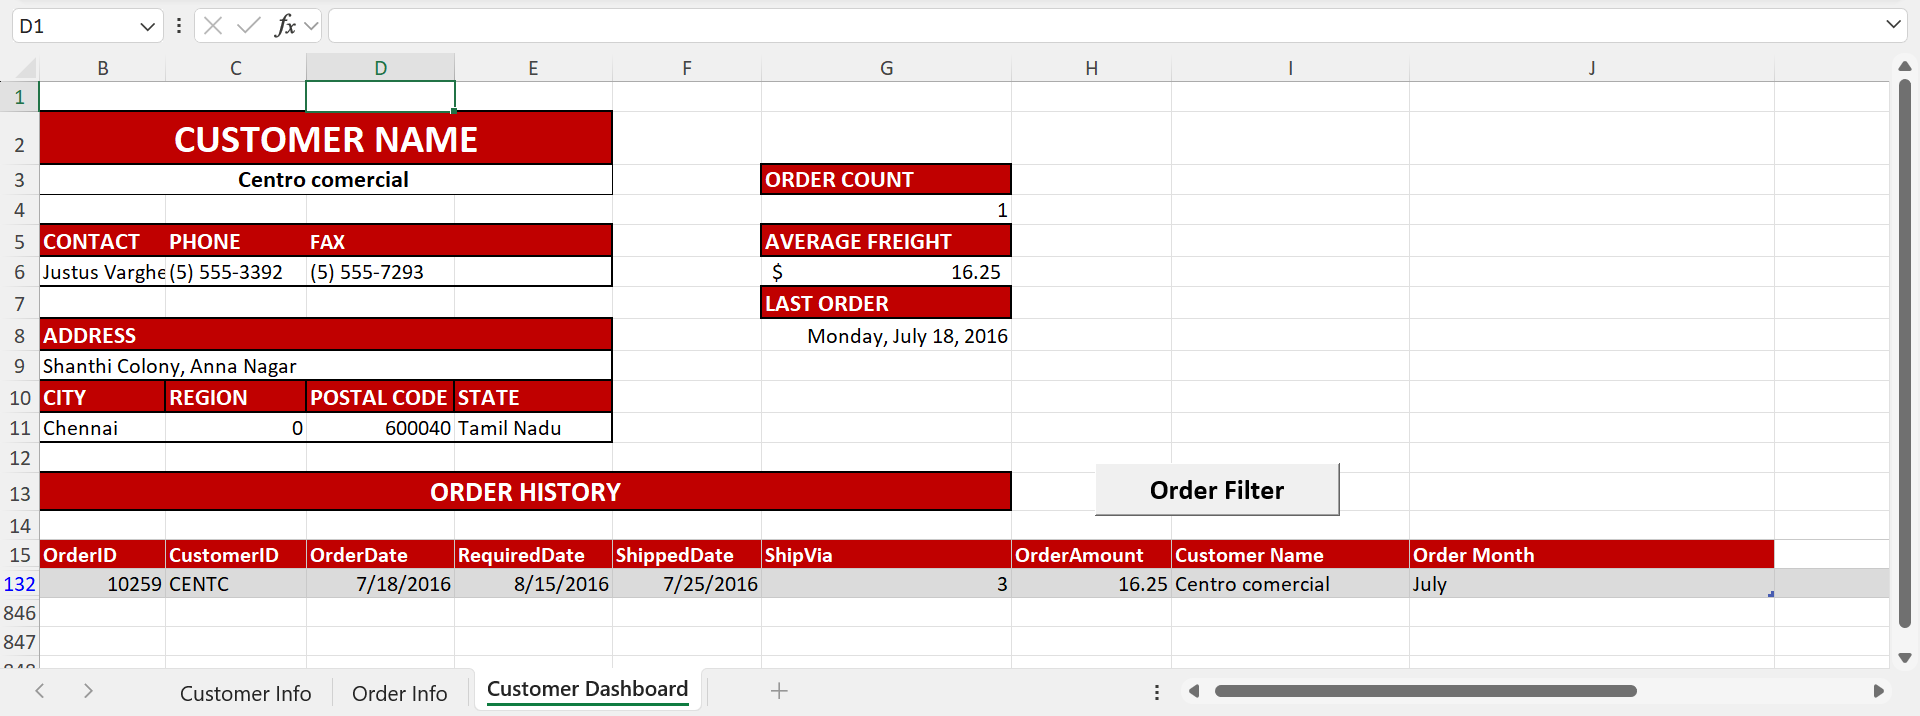 D1
fx
B C D E F G H I J
1
2 CUSTOMER NAME
3 Centro comercial ORDER COUNT
4 1
5 CONTACT PHONE FAX AVERAGE FREIGHT
6 Justus Varghe (5) 555-3392 (5) 555-7293 $ 16.25
7 LAST ORDER
8 ADDRESS Monday, July 18, 2016
9 Shanthi Colony, Anna Nagar
10 CITY REGION POSTAL CODE STATE
11 Chennai 0 600040 Tamil Nadu
12
13 ORDER HISTORY Order Filter
14
15 OrderID CustomerID OrderDate RequiredDate ShippedDate ShipVia OrderAmount Customer Name Order Month
132 10259 CENTC 7/18/2016 8/15/2016 7/25/2016 3 16.25 Centro comercial July
846
847
Customer Info Order Info Customer Dashboard